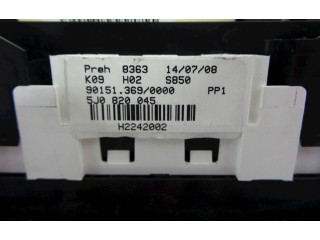 Preh 8363 14/07/08
K09 H02 S850
90151.369/0000 PP1
5J0 820 045
H2242002